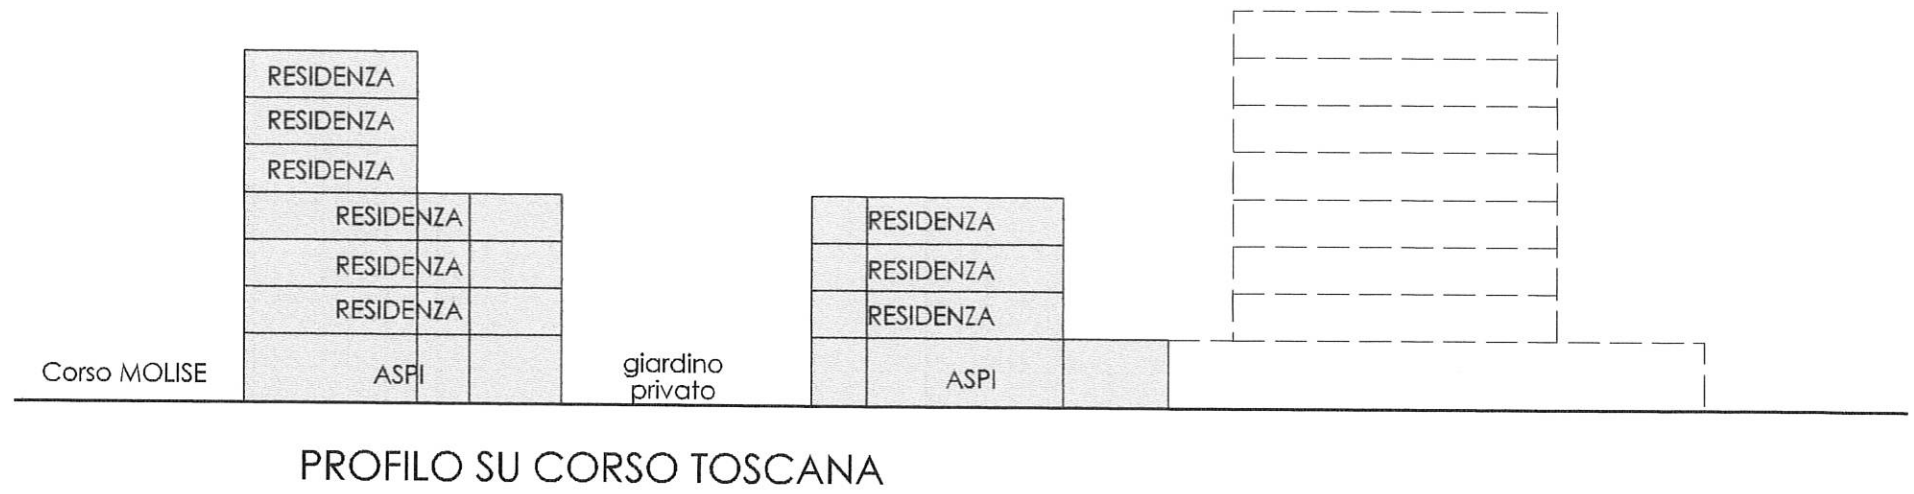 RESIDENZA
RESIDENZA
RESIDENZA
RESIDENZA
RESIDENZA
RESIDENZA
ASPI
Corso MOLISE
giardino
privato
RESIDENZA
RESIDENZA
RESIDENZA
ASPI
PROFILO SU CORSO TOSCANA